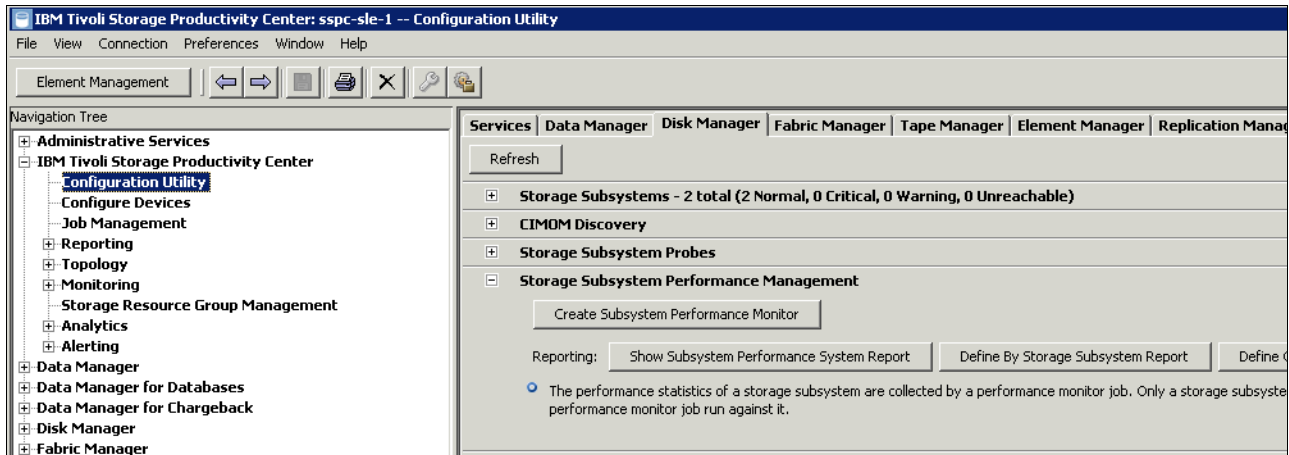 IBM Tivoli Storage Productivity Center: sspc-sle-1 -- Configuration Utility
File View Connection Preferences Window Help
Element Management
Navigation Tree
Administrative Services
IBM Tivoli Storage Productivity Center
Configuration Utility
Configure Devices
Job Management
Reporting
Topology
Monitoring
Storage Resource Group Management
Analytics
Alerting
Data Manager
Data Manager for Databases
Data Manager for Chargeback
Disk Manager
Fabric Manager
Services Data Manager Disk Manager Fabric Manager Tape Manager Element Manager Replication Manag
Refresh
Storage Subsystems - 2 total (2 Normal, 0 Critical, 0 Warning, 0 Unreachable)
CIMOM Discovery
Storage Subsystem Probes
Storage Subsystem Performance Management
Create Subsystem Performance Monitor
Reporting: Show Subsystem Performance System Report Define By Storage Subsystem Report Define
The performance statistics of a storage subsystem are collected by a performance monitor job. Only a storage subsyste
performance monitor job run against it.